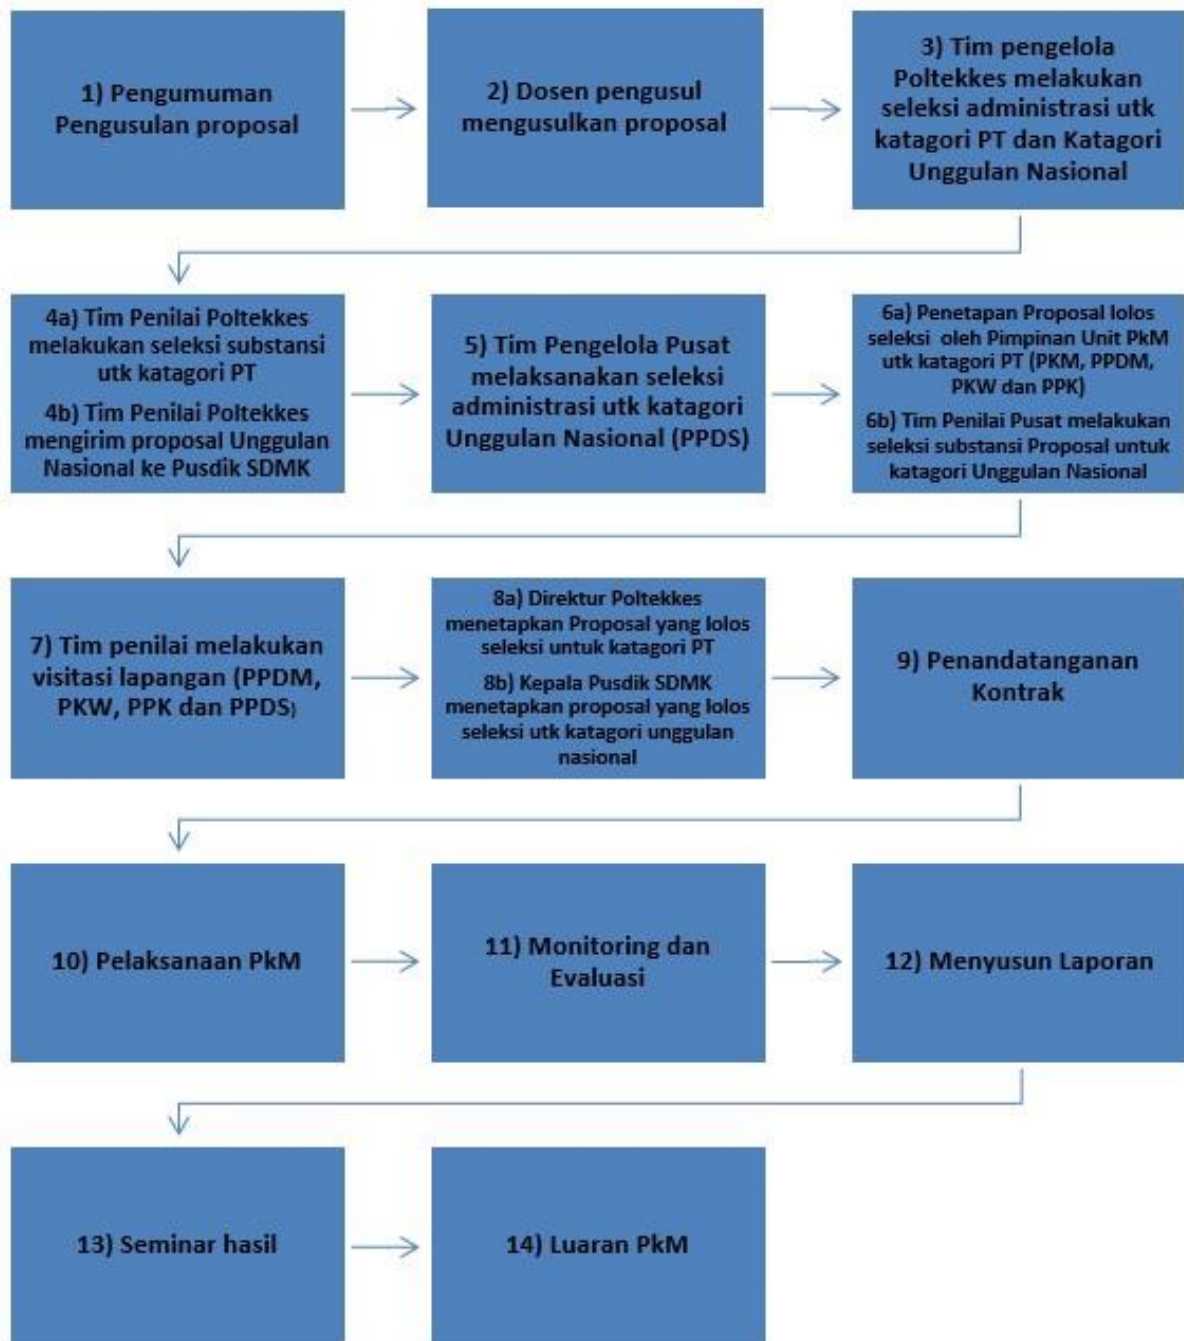 1) Pengumuman
Pengusulan proposal
2) Dosen pengusul
mengusulkan proposal
3) Tim pengelola
Poltekkes melakukan
seleksi administrasi utk
katagori PT dan Katagori
Unggulan Nasional
4a) Tim Penilai Poltekkes
melakukan seleksi substansi
utk katagori PT
4b) Tim Penilai Poltekkes
mengirim proposal Unggulan
Nasional ke Pusdik SDMK
5) Tim Pengelola Pusat
melaksanakan seleksi
administrasi utk katagori
Unggulan Nasional (PPDS)
6a) Penetapan Proposal lolos
seleksi oleh Pimpinan Unit PkM
utk katagori PT (PKM, PPDM,
PKW dan PPK)
6b) Tim Penilai Pusat melakukan
seleksi substansi Proposal untuk
katagori Unggulan Nasional
7) Tim penilai melakukan
visitasi lapangan (PPDM,
PKW, PPK dan PPDS)
8a) Direktur Poltekkes
menetapkan Proposal yang lolos
seleksi untuk katagori PT
8b) Kepala Pusdik SDMK
menetapkan proposal yang lolos
seleksi utk katagori unggulan
nasional
9) Penandatanganan
Kontrak
10) Pelaksanaan PkM
11) Monitoring dan
Evaluasi
12) Menyusun Laporan
13) Seminar hasil
14) Luaran PkM